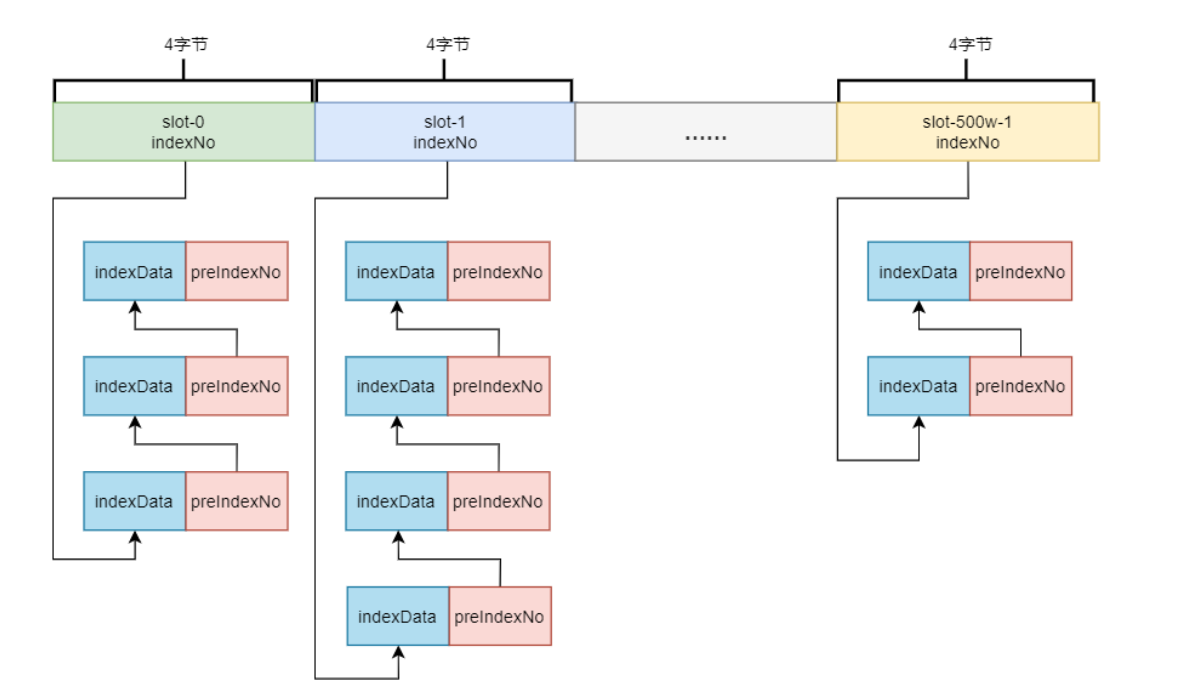 4字节
4字节
4字节
slot-0
indexNo
slot-1
indexNo
......
slot-500w-1
indexNo
indexData preIndexNo
indexData preIndexNo
indexData preIndexNo
indexData preIndexNo
indexData preIndexNo
indexData preIndexNo
indexData preIndexNo
indexData preIndexNo
indexData preIndexNo